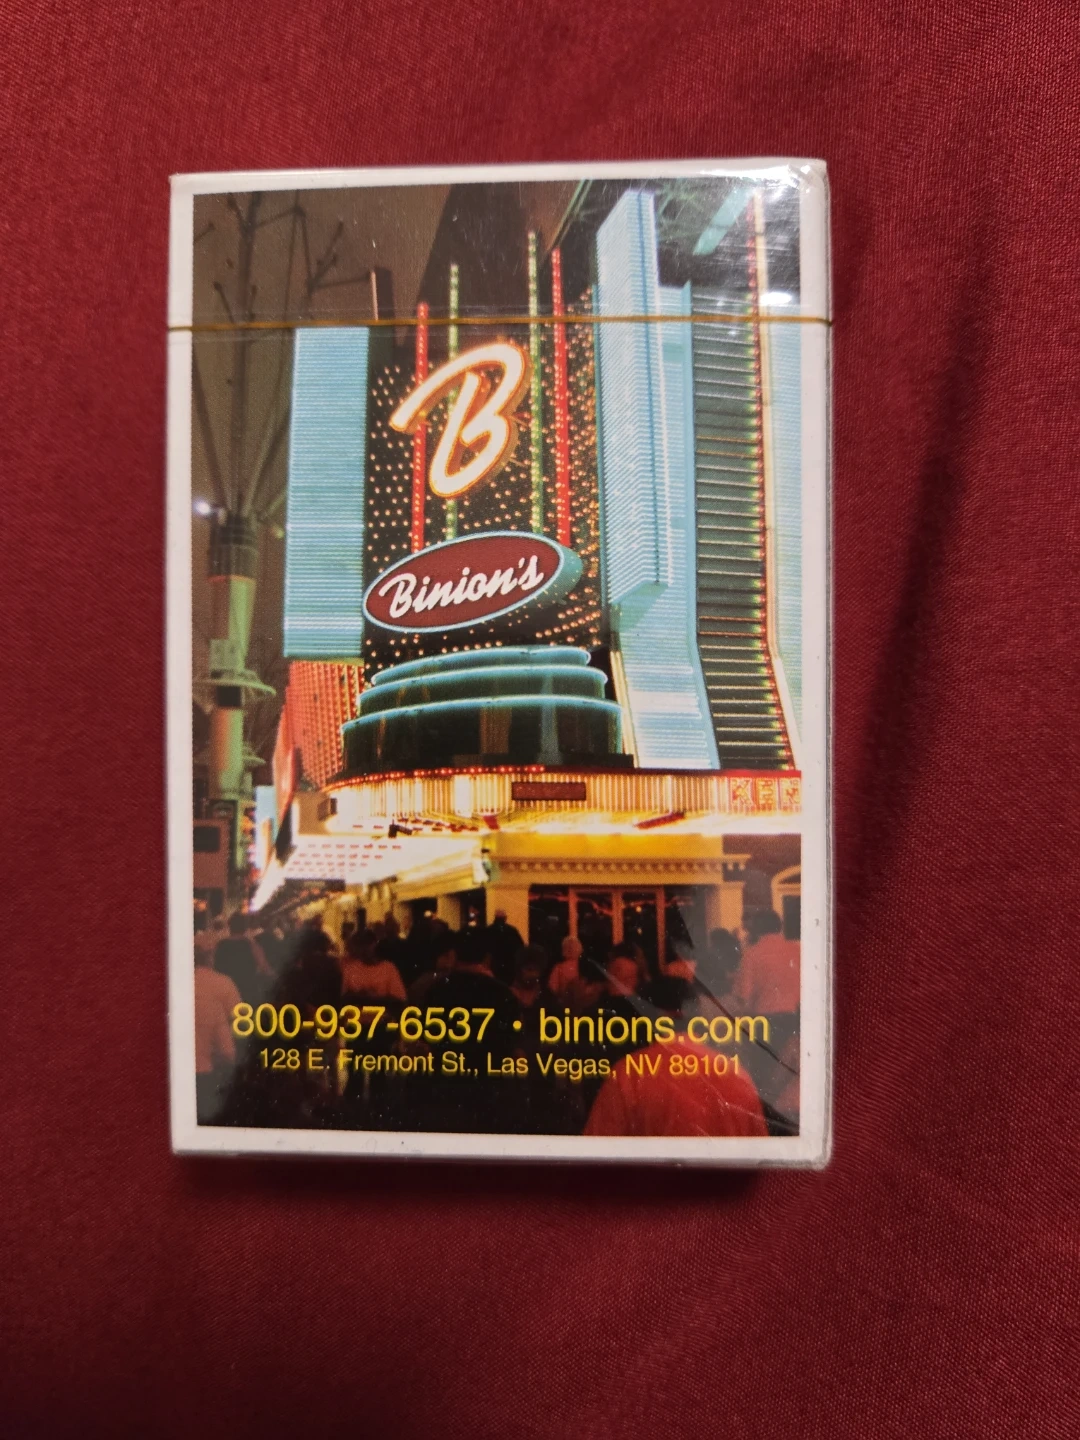 B
Binion's
800-937-6537 • binions.com
128 E. Fremont St., Las Vegas, NV 89101